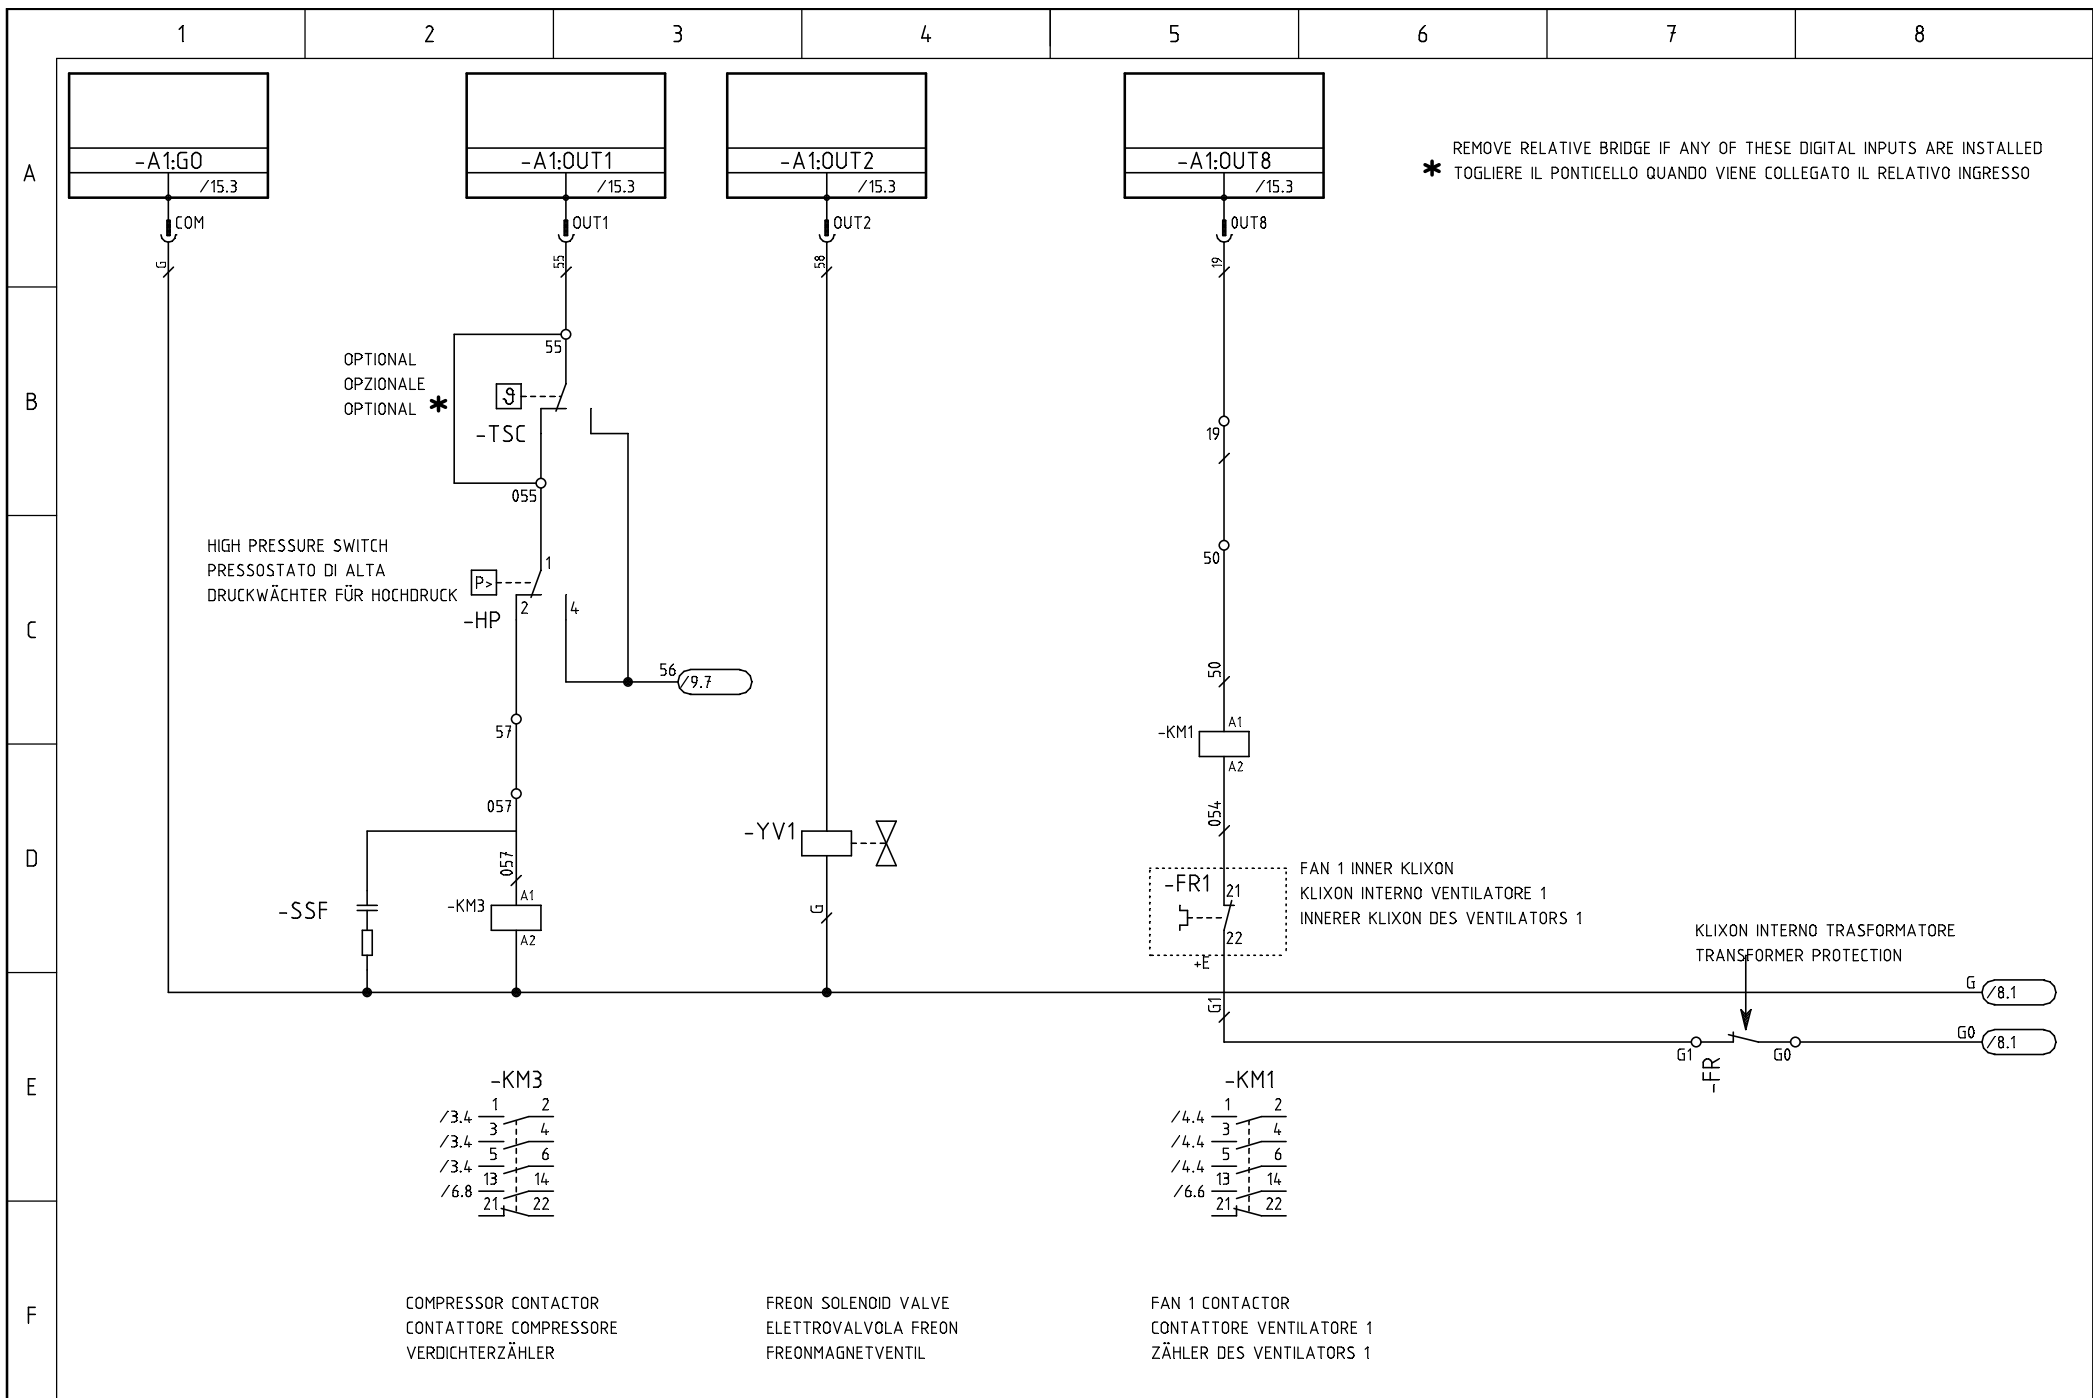 1 2 3 4 5 6 7 8
A
-A1:G0
-A1:OUT1
/15.3
-A1:OUT2
/15.3
-A1:OUT8
/15.3
REMOVE RELATIVE BRIDGE IF ANY OF THESE DIGITAL INPUTS ARE INSTALLED
* TOGLIERE IL PONTICELLO QUANDO VIENE COLLEGATO IL RELATIVO INGRESSO
/15.3
COM
OUT1
OUT2
OUT8
G
55
58
19
B
55
OPTIONAL
OPZIONALE
OPTIONAL *
ϑ
-TSC
055
19
50
C
HIGH PRESSURE SWITCH
PRESSOSTATO DI ALTA
DRUCKWÄCHTER FÜR HOCHDRUCK
P>
1
2
4
-HP
56
/9.7
57
50
-KM1
A1
A2
D
057
057
-SSF
-KM3
A1
A2
-YV1
G
054
-FR1
21
22
+E
FAN 1 INNER KLIXON
KLIXON INTERNO VENTILATORE 1
INNERER KLIXON DES VENTILATORS 1
KLIXON INTERNO TRASFORMATORE
TRANSFORMER PROTECTION
G
/8.1
G1
G1
-FR
G0
G0
/8.1
E
-KM3
/3.4 1 2
/3.4 3 4
/3.4 5 6
/6.8 13 14
21 22
-KM1
/4.4 1 2
/4.4 3 4
/4.4 5 6
/6.6 13 14
21 22
F
COMPRESSOR CONTACTOR
CONTATTORE COMPRESSORE
VERDICHTERZÄHLER
FREON SOLENOID VALVE
ELETTROVALVOLA FREON
FREONMAGNETVENTIL
FAN 1 CONTACTOR
CONTATTORE VENTILATORE 1
ZÄHLER DES VENTILATORS 1